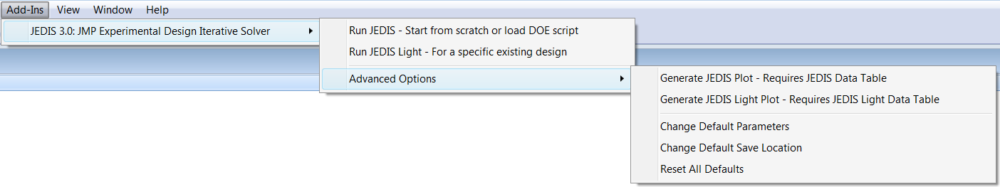 Add-Ins View Window Help
JEDIS 3.0: JMP Experimental Design Iterative Solver
Run JEDIS - Start from scratch or load DOE script
Run JEDIS Light - For a specific existing design
Advanced Options
Generate JEDIS Plot - Requires JEDIS Data Table
Generate JEDIS Light Plot - Requires JEDIS Light Data Table
Change Default Parameters
Change Default Save Location
Reset All Defaults